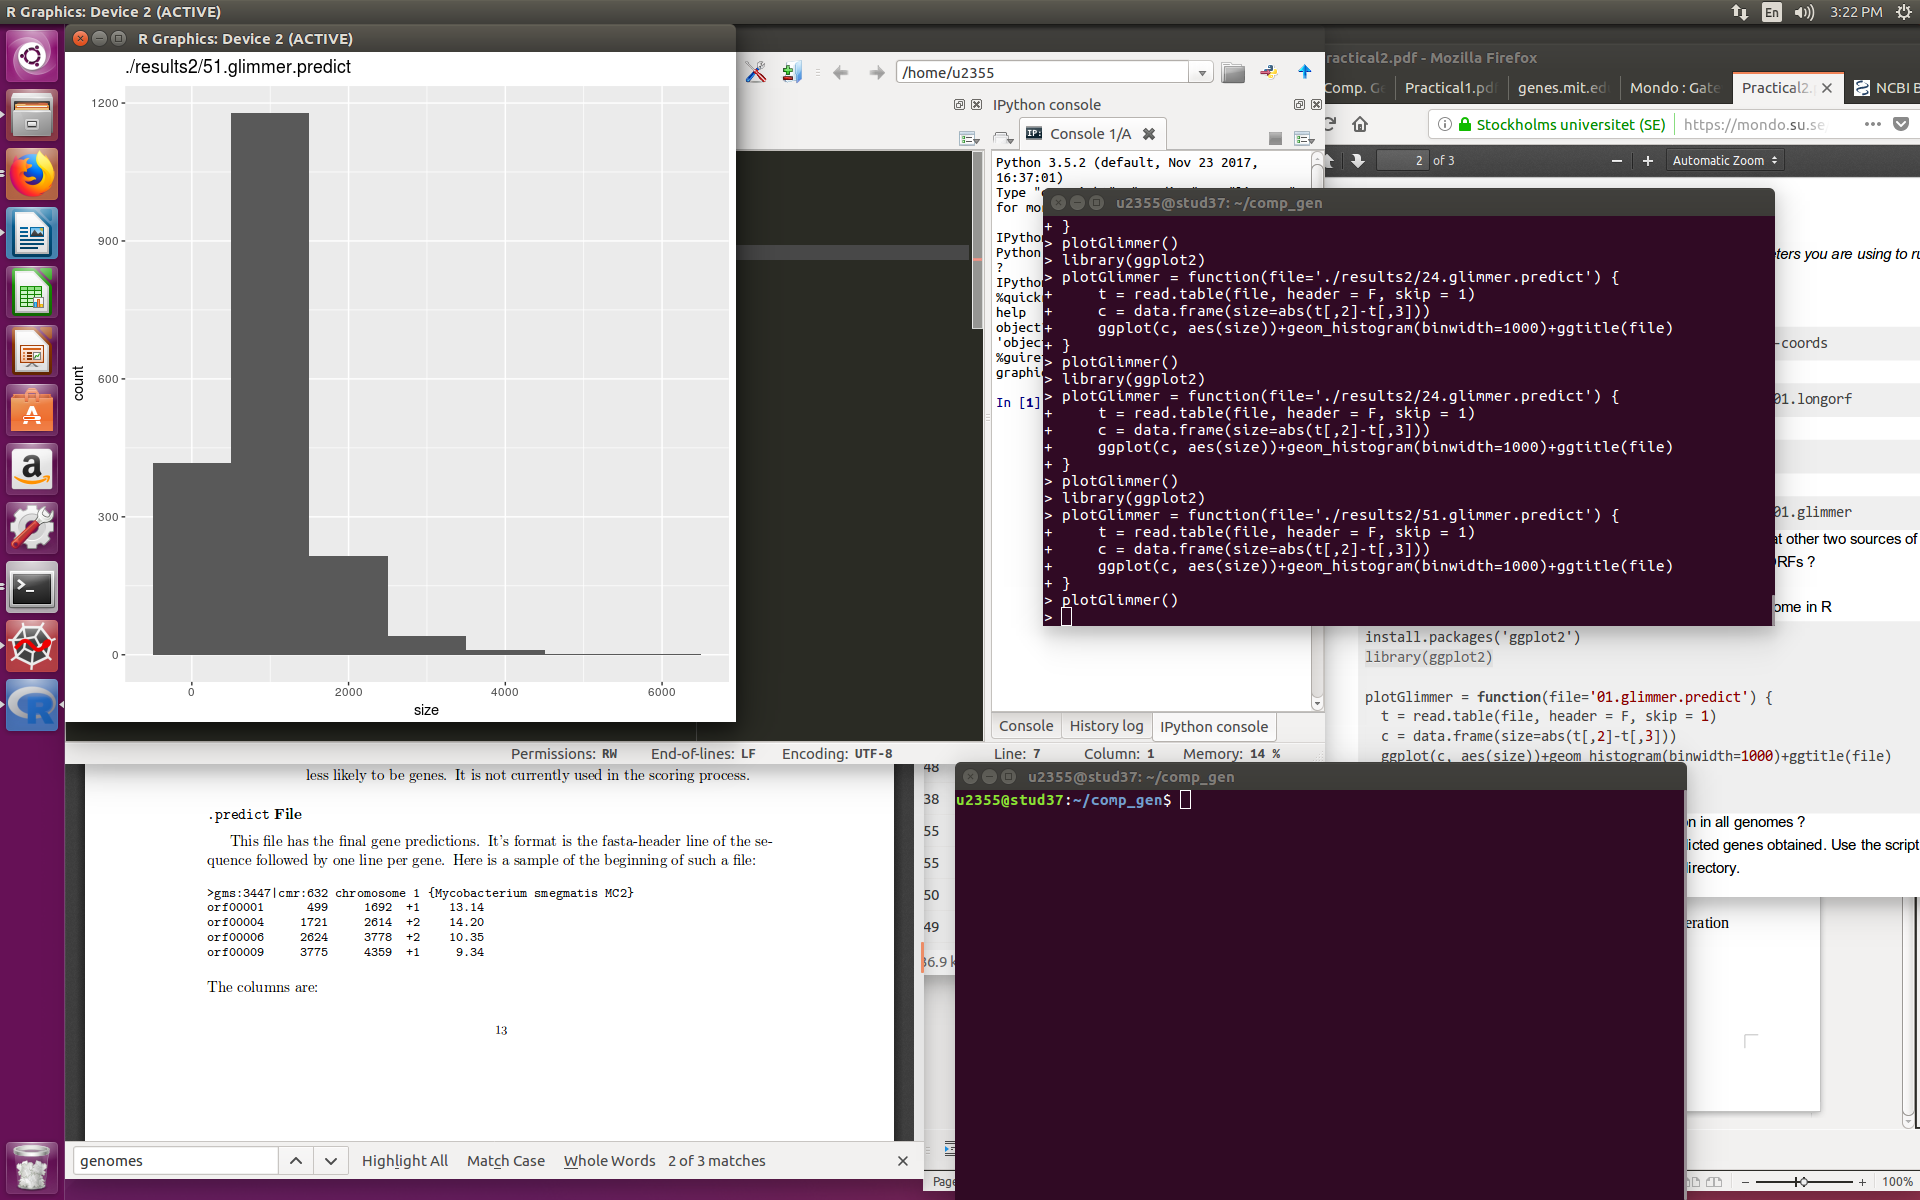 R Graphics: Device 2 (ACTIVE)
En
3:22 PM
R Graphics: Device 2 (ACTIVE)
./results2/51.glimmer.predict
1200
900
600
300
0
count
0 2000 4000 6000
size
/home/u2355
IPython console
Console 1/A
Python 3.5.2 (default, Nov 23 2017,
16:37:01)
Type "
for mo
IPytho
Python
?
IPytho
%quick
help
object
'objec
%guire
graphi
In [1]
Console
History log
IPython console
Permissions: RW End-of-lines: LF Encoding: UTF-8 Line: 7 Column: 1 Memory: 14 %
ractical2.pdf - Mozilla Firefox
Comp. G
Practical1.pd
genes.mit.ed
Mondo : Gate
Practical2.
NCBI B
Stockholms universitet (SE)
https://mondo.su.se
2 of 3
Automatic Zoom
u2355@stud37: ~/comp_gen
+ }
> plotGlimmer()
> library(ggplot2)
> plotGlimmer = function(file='./results2/24.glimmer.predict') {
+     t = read.table(file, header = F, skip = 1)
+     c = data.frame(size=abs(t[,2]-t[,3]))
+     ggplot(c, aes(size))+geom_histogram(binwidth=1000)+ggtitle(file)
+ }
> plotGlimmer()
> library(ggplot2)
> plotGlimmer = function(file='./results2/24.glimmer.predict') {
+     t = read.table(file, header = F, skip = 1)
+     c = data.frame(size=abs(t[,2]-t[,3]))
+     ggplot(c, aes(size))+geom_histogram(binwidth=1000)+ggtitle(file)
+ }
> plotGlimmer()
> library(ggplot2)
> plotGlimmer = function(file='./results2/51.glimmer.predict') {
+     t = read.table(file, header = F, skip = 1)
+     c = data.frame(size=abs(t[,2]-t[,3]))
+     ggplot(c, aes(size))+geom_histogram(binwidth=1000)+ggtitle(file)
+ }
> plotGlimmer()
>
eters you are using to ru
-coords
01.longorf
01.glimmer
at other two sources of
ORFs ?
ome in R
install.packages('ggplot2')
library(ggplot2)
plotGlimmer = function(file='01.glimmer.predict') {
t = read.table(file, header = F, skip = 1)
c = data.frame(size=abs(t[,2]-t[,3]))
ggplot(c, aes(size))+geom_histogram(binwidth=1000)+ggtitle(file)
on in all genomes ?
licted genes obtained. Use the script
directory.
eration
less likely to be genes. It is not currently used in the scoring process.
.predict File
This file has the final gene predictions. It's format is the fasta-header line of the se-
quence followed by one line per gene. Here is a sample of the beginning of such a file:
>gms:3447|cmr:632 chromosome 1 {Mycobacterium smegmatis MC2}
orf00001 499 1692 +1 13.14
orf00004 1721 2614 +2 14.20
orf00006 2624 3778 +2 10.35
orf00009 3775 4359 +1 9.34
The columns are:
13
48
38
55
55
50
49
36.9 k
u2355@stud37: ~/comp_gen
u2355@stud37:~/comp_gen$
genomes
Highlight All
Match Case
Whole Words
2 of 3 matches
Page
100%